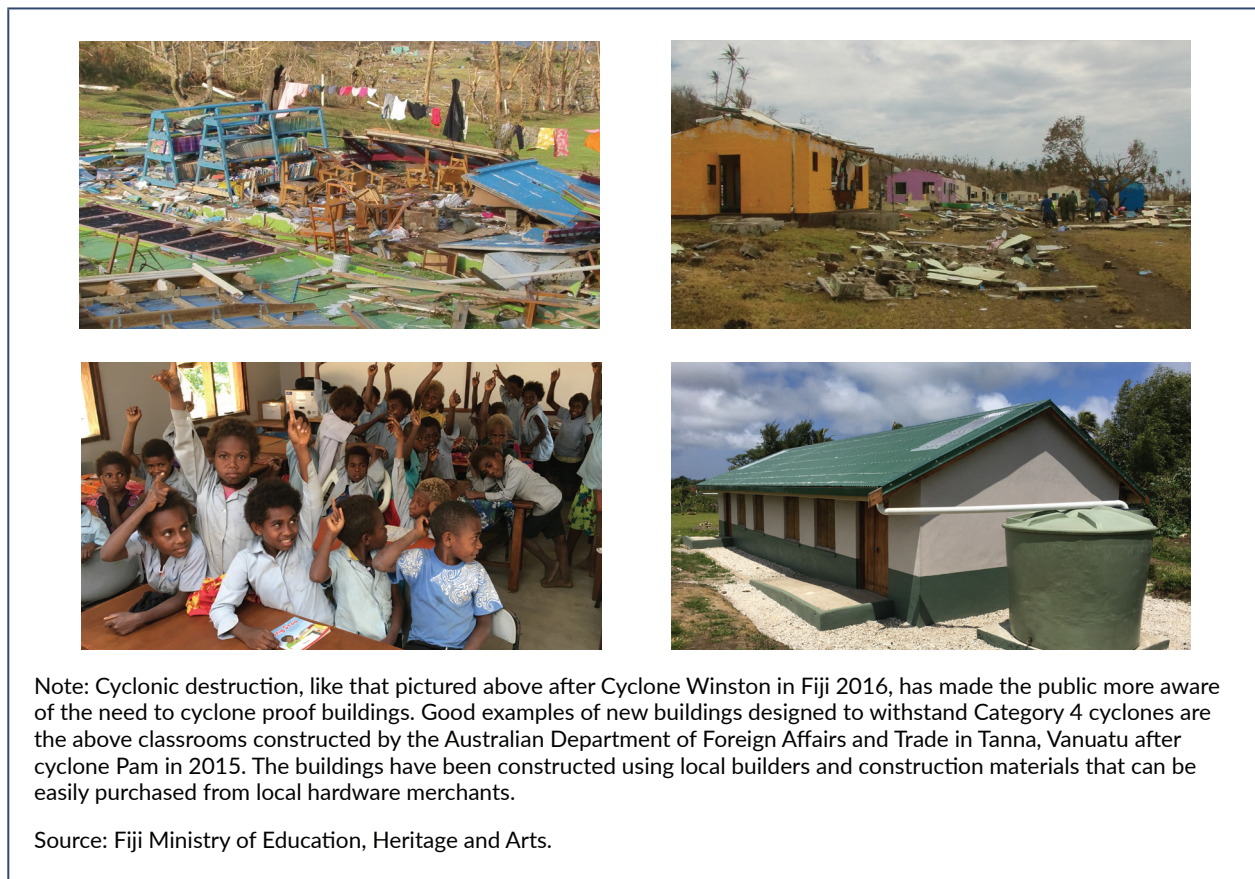 Note: Cyclonic destruction, like that pictured above after Cyclone Winston in Fiji 2016, has made the public more aware
of the need to cyclone proof buildings. Good examples of new buildings designed to withstand Category 4 cyclones are
the above classrooms constructed by the Australian Department of Foreign Affairs and Trade in Tanna, Vanuatu after
cyclone Pam in 2015. The buildings have been constructed using local builders and construction materials that can be
easily purchased from local hardware merchants.
Source: Fiji Ministry of Education, Heritage and Arts.